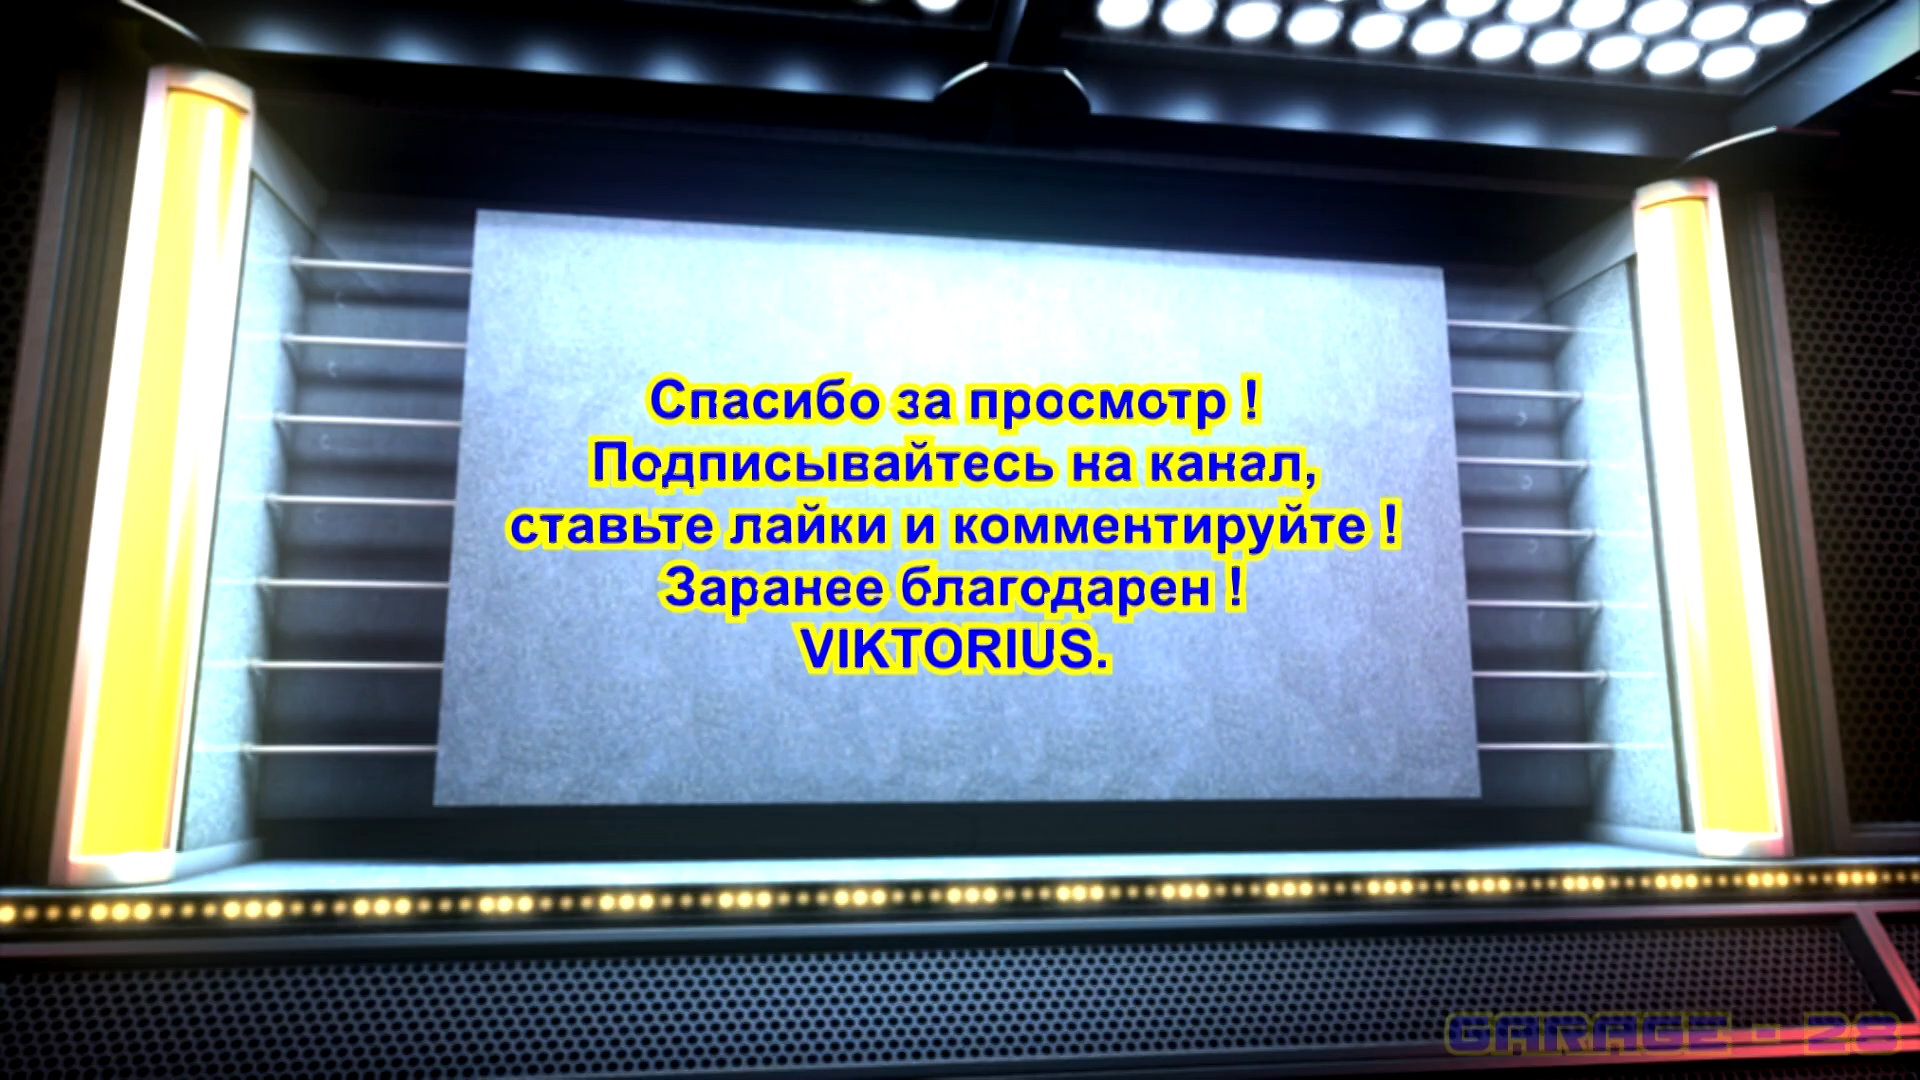 Спасибо за просмотр !
Подписывайтесь на канал,
ставьте лайки и комментируйте !
Заранее благодарен !
VIKTORIUS.
GARAGE - 28